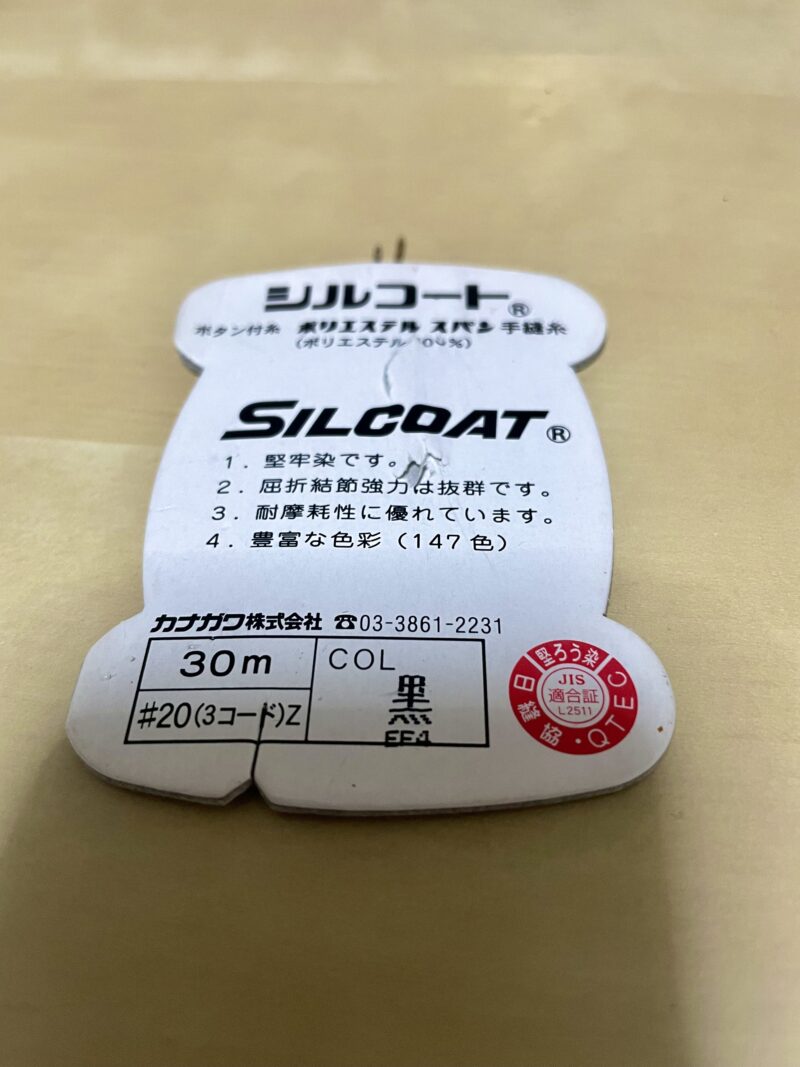 シルコート®
ボタン付糸 ポリエステル スパン 手縫糸
(ポリエステル 00%)
SILCOAT®
1. 堅牢染です。
2. 屈折結節強力は抜群です。
3. 耐摩耗性に優れています。
4. 豊富な色彩(147色)
カナガワ株式会社 ☎03-3861-2231
30m
COL
黒
#20(3コード)Z
堅ろう染
JIS
適合証
L2511
日縫協・QTEC